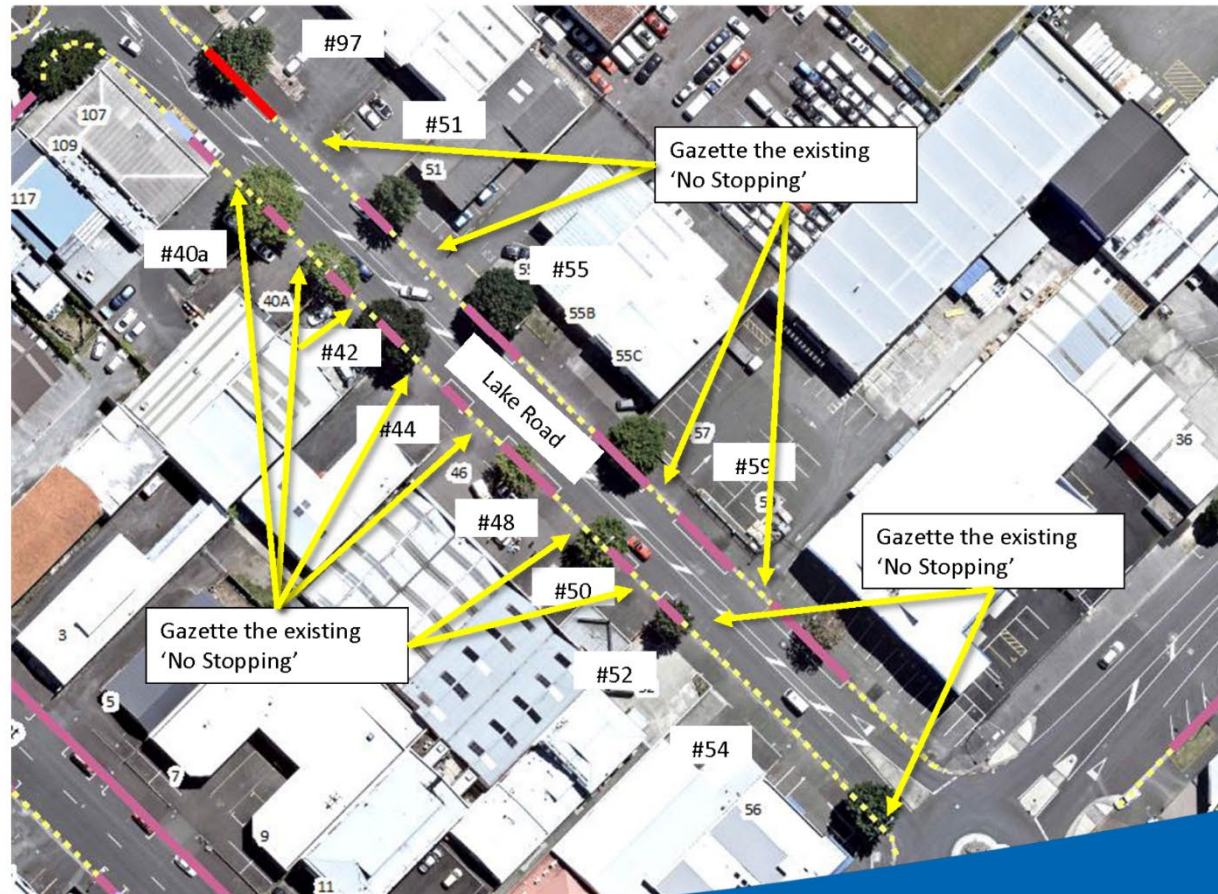 #97
107
109
#51
Gazette the existing
'No Stopping'
51
117
#40a
#55
40A
55B
#42
55C
Lake Road
#44
57
36
46
#59
#48
Gazette the existing
'No Stopping'
#50
Gazette the existing
'No Stopping'
3
#52
5
#54
7
56
9
11